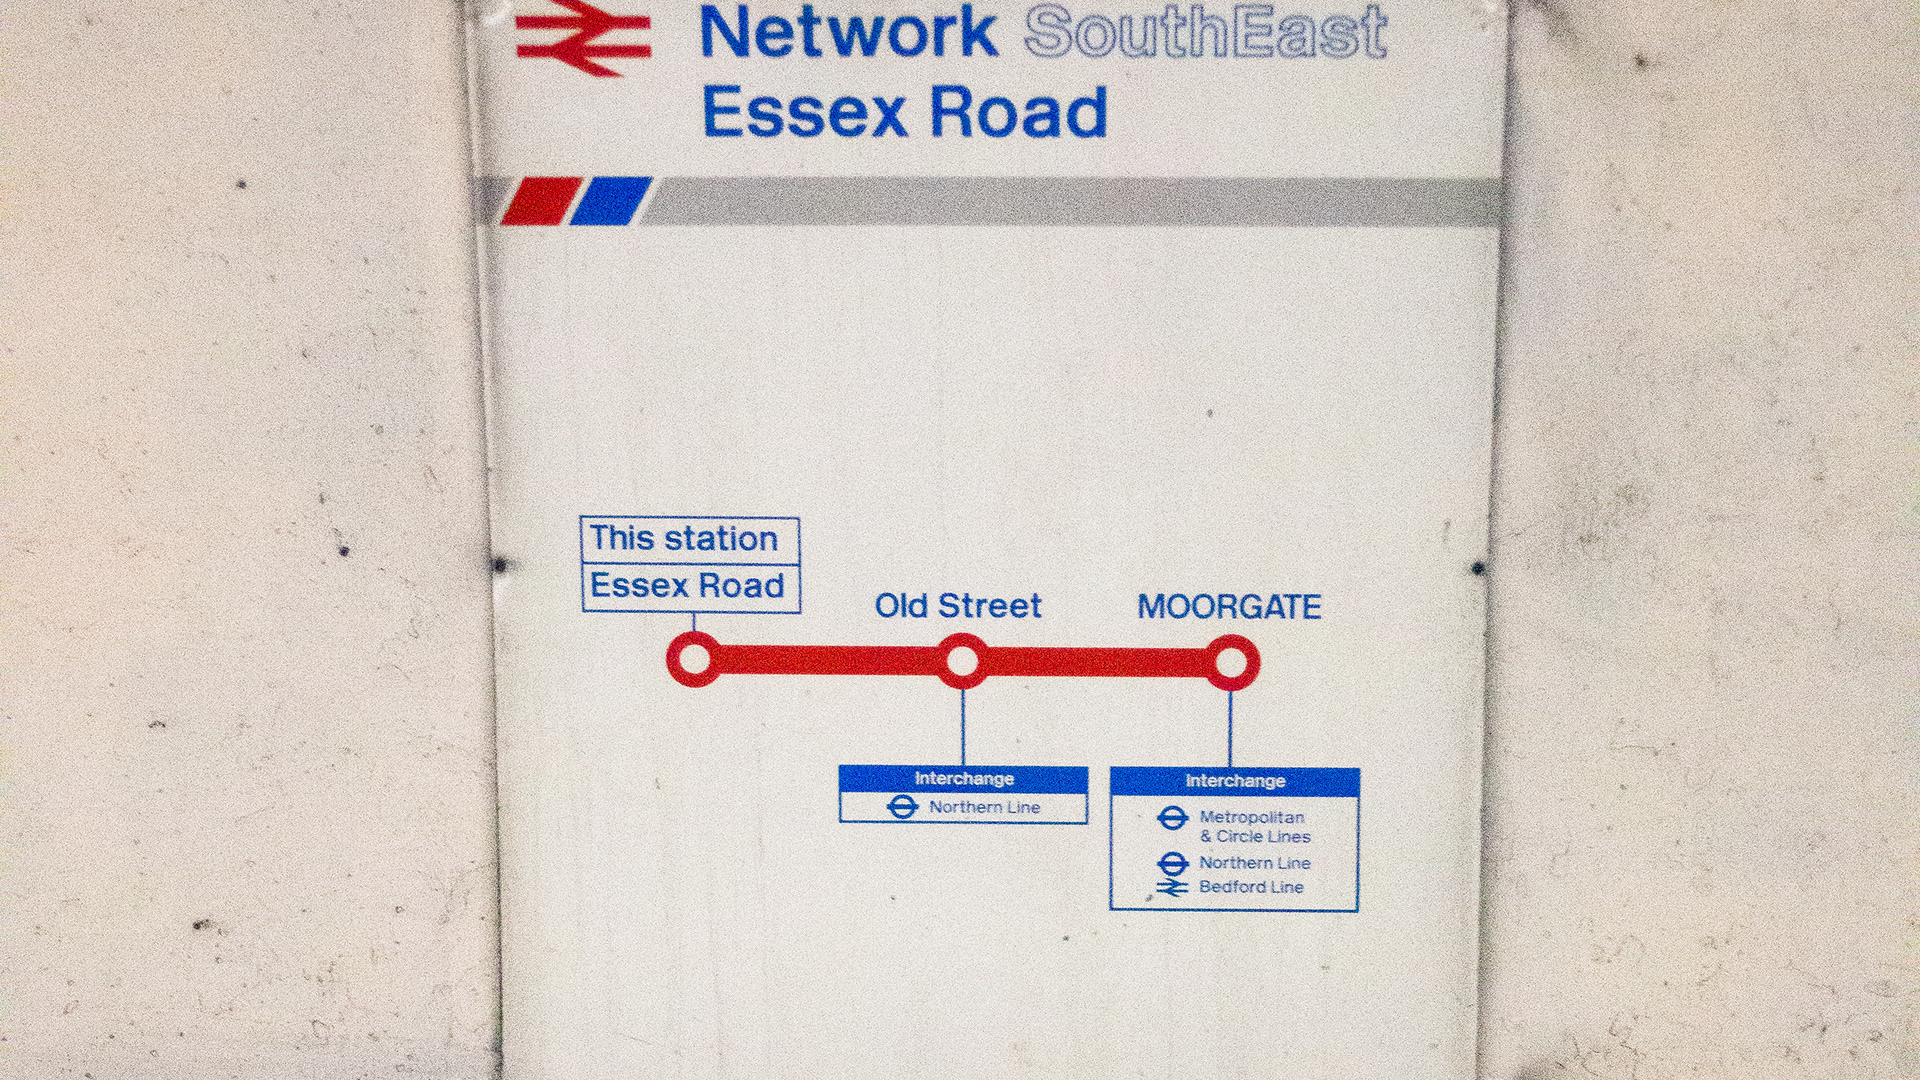 Network SouthEast
Essex Road
This station
Essex Road
Old Street
MOORGATE
Interchange
Northern Line
Interchange
Metropolitan
& Circle Lines
Northern Line
Bedford Line